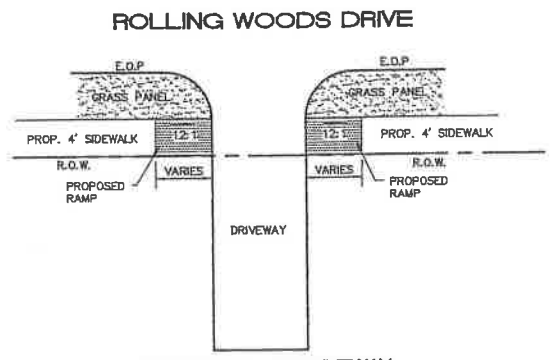 ROLLING WOODS DRIVE
E.O.P
E.O.P
GRASS PANEL
GRASS PANEL
PROP. 4' SIDEWALK
12:1
12:1
PROP. 4' SIDEWALK
R.O.W.
R.O.W.
VARIES
VARIES
PROPOSED
RAMP
PROPOSED
RAMP
DRIVEWAY